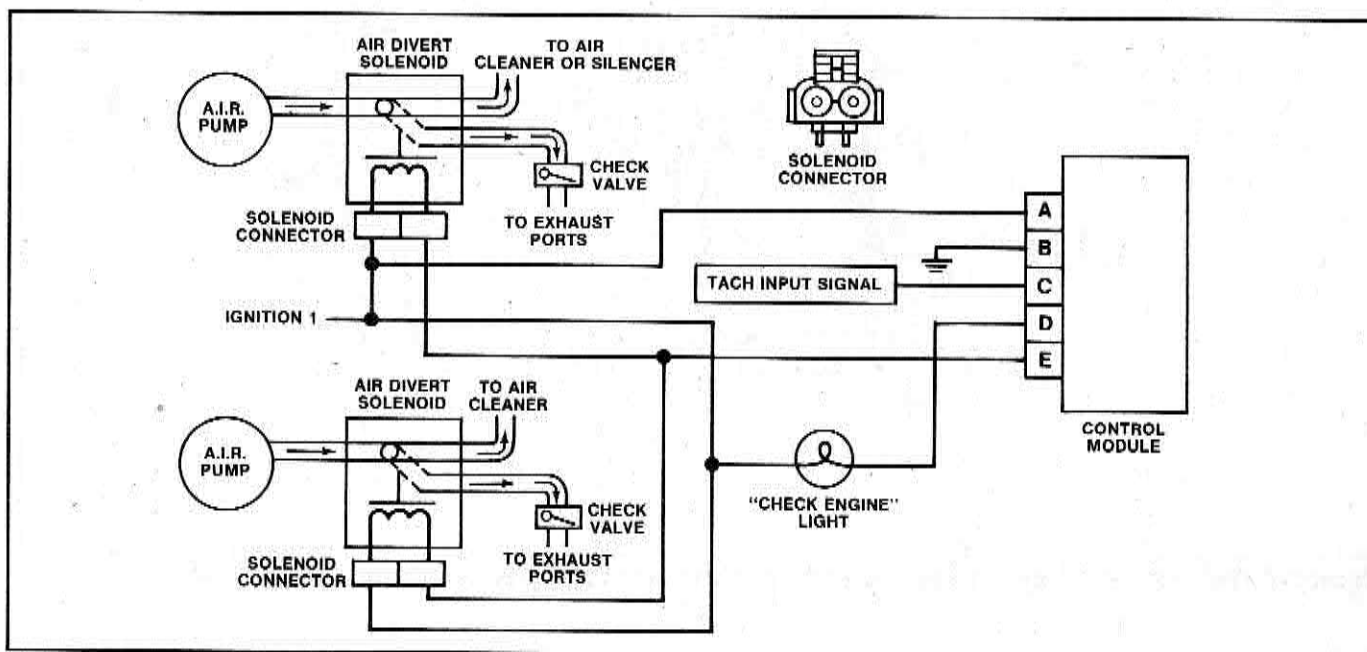 AIR DIVERT
SOLENOID
TO AIR
CLEANER OR SILENCER
A.I.R.
PUMP
CHECK
VALVE
SOLENOID
CONNECTOR
TO EXHAUST
PORTS
SOLENOID
CONNECTOR
A
B
C
D
E
TACH INPUT SIGNAL
IGNITION 1
CONTROL
MODULE
AIR DIVERT
SOLENOID
TO AIR
CLEANER
A.I.R.
PUMP
CHECK
VALVE
"CHECK ENGINE"
LIGHT
SOLENOID
CONNECTOR
TO EXHAUST
PORTS